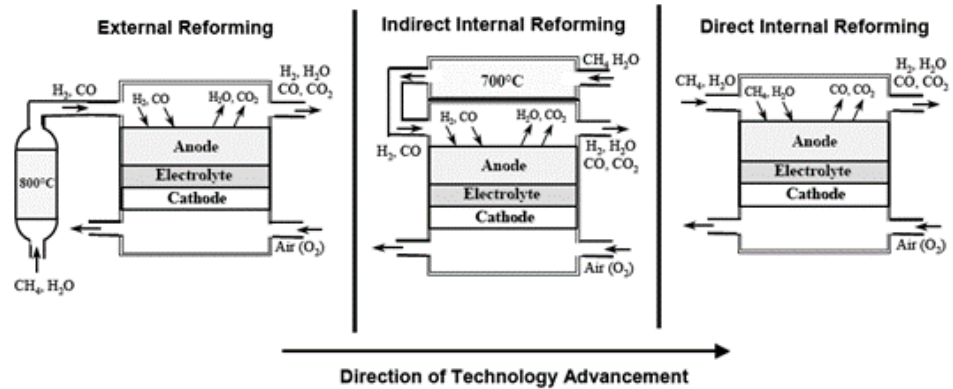 External Reforming
H₂, CO
H₂, H₂O
CO, CO₂
H₂, CO
H₂O, CO₂
Anode
Electrolyte
Cathode
800°C
Air (O₂)
CH₄, H₂O
Indirect Internal Reforming
CH₄ H₂O
700°C
H₂, CO
H₂O, CO₂
H₂, CO
Anode
H₂, H₂O
CO, CO₂
Electrolyte
Cathode
Air (O₂)
Direct Internal Reforming
H₂, H₂O
CO, CO₂
CH₄, H₂O
CH₄, H₂O
CO, CO₂
Anode
Electrolyte
Cathode
Air (O₂)
Direction of Technology Advancement